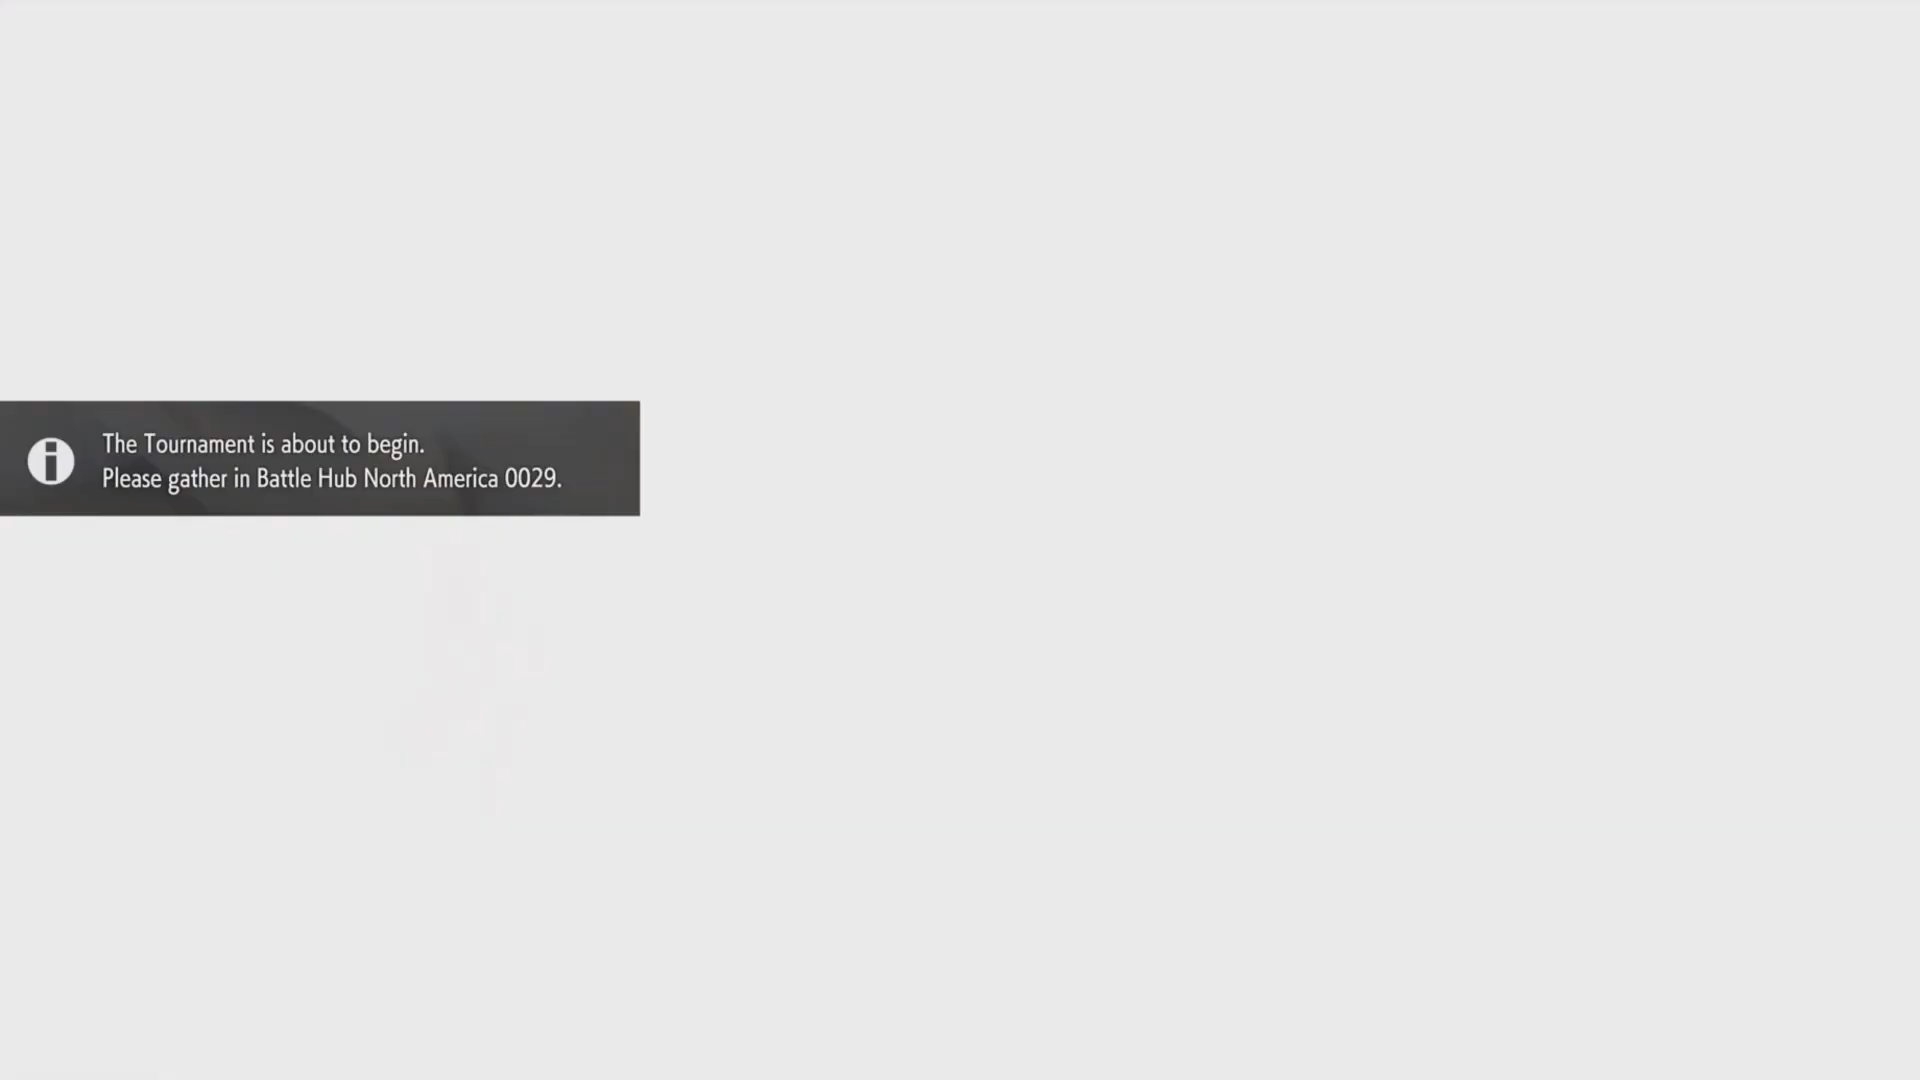 The Tournament is about to begin.
Please gather in Battle Hub North America 0029.